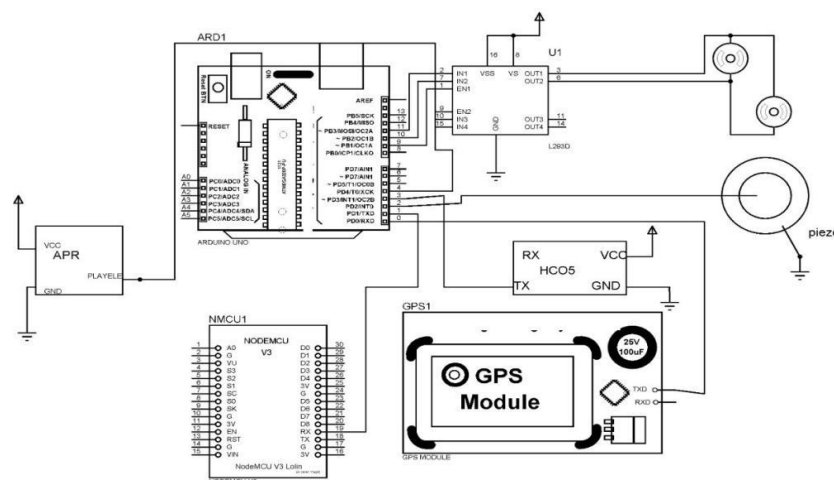 ARD1
Reset BTN
ON
ANALOG IN
RESET
AREF
PB5/SCK
13
PB4/MISO
12
~ PB3/MOSI/OC2A
11
~ PB2/OC1B
10
~ PB1/OC1A
9
PB0/ICP1/CLKO
8
PD7/AIN1
7
6
5
PD4/T0/XCK
4
~ PD3/INT1/OC2B
3
PD2/INT0
2
PD1/TXD
1
PD0/RXD
0
A0
PC0/ADC0
A1
PC1/ADC1
A2
PC2/ADC2
A3
PC3/ADC3
A4
PC4/ADC4/SDA
A5
PC5/ADC5/SCL
ARDUINO UNO
U1
16
8
VSS
VS
2
IN1
7
IN2
1
EN1
9
EN2
10
IN3
15
IN4
GND
OUT1
3
OUT2
6
OUT3
11
OUT4
14
L293D
piezo
VCC
APR
PLAYELE
GND
RX
VCC
HCO5
TX
GND
NMCU1
NODEMCU
V3
1 A0 D0 30
2 G D1 29
3 VU D2 28
4 S3 D3 27
5 S2 D4 26
6 S1 3V 25
7 SC G 24
8 S0 D5 23
9 SK D6 22
10 G D7 21
11 3V D8 20
12 EN RX 19
13 RST TX 18
14 G G 17
15 VIN 3V 16
NodeMCU V3 Lolin
GPS1
GPS
Module
25V
100uF
TXD
RXD
GPS MODULE